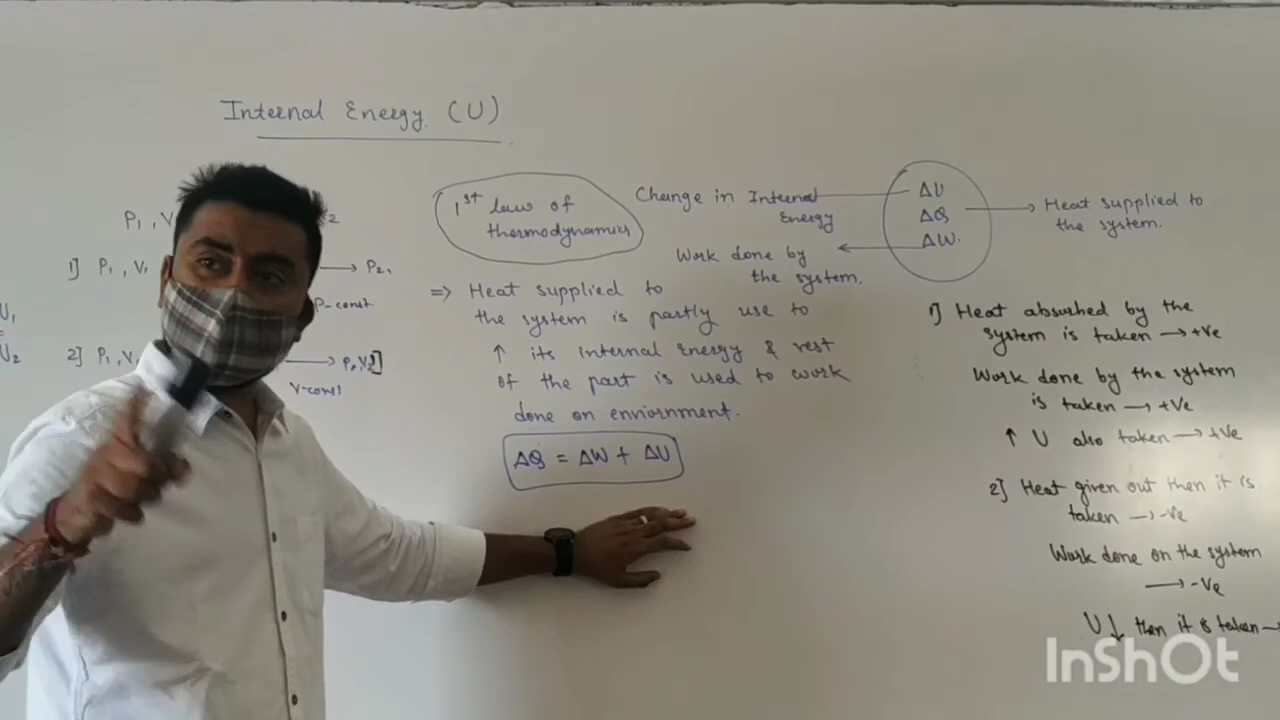 Internal Energy (U)
P₁, V
2
1] P₁, V₁ → P₂,
P-const
U₁
=
U₂
2] P₁, V₁ →
V-const
1st law of
thermodynamics
Change in Internal
Energy
ΔU
ΔQ
ΔW.
Heat supplied to
the system.
Work done by
the system.
=> Heat supplied to
the system is partly use to
↑ its internal energy & rest
of the part is used to work
done on enviornment.
ΔQ = ΔW + ΔU
1) Heat absorbed by the
system is taken → +ve
Work done by the system
is taken → +ve
↑ U also taken → +ve
2] Heat given out then it is
taken → -ve
Work done on the system
→ -ve
U↓ then it is taken →
InShOt